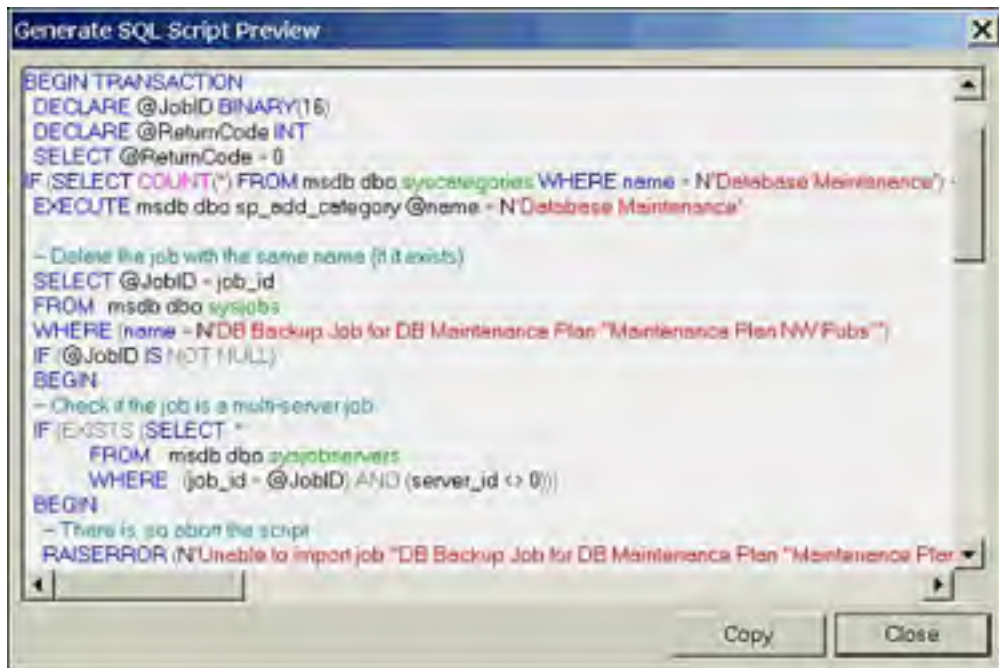 Generate SQL Script Preview
BEGIN TRANSACTION
DECLARE @JobID BINARY(16)
DECLARE @ReturnCode INT
SELECT @ReturnCode = 0
IF (SELECT COUNT(*) FROM msdb.dbo.syscategories WHERE name = N'Database Maintenance') <
EXECUTE msdb.dbo.sp_add_category @name = N'Database Maintenance'
-- Delete the job with the same name (if it exists)
SELECT @JobID = job_id
FROM msdb.dbo.sysjobs
WHERE (name = N'DB Backup Job for DB Maintenance Plan "Maintenance Plan NW Pubs"')
IF (@JobID IS NOT NULL)
BEGIN
-- Check if the job is a multi-server job
IF (EXISTS (SELECT *
FROM msdb.dbo.sysjobservers
WHERE (job_id = @JobID) AND (server_id <> 0)))
BEGIN
-- There is, so abort the script
RAISERROR (N'Unable to import job "DB Backup Job for DB Maintenance Plan "Maintenance Plan
Copy
Close